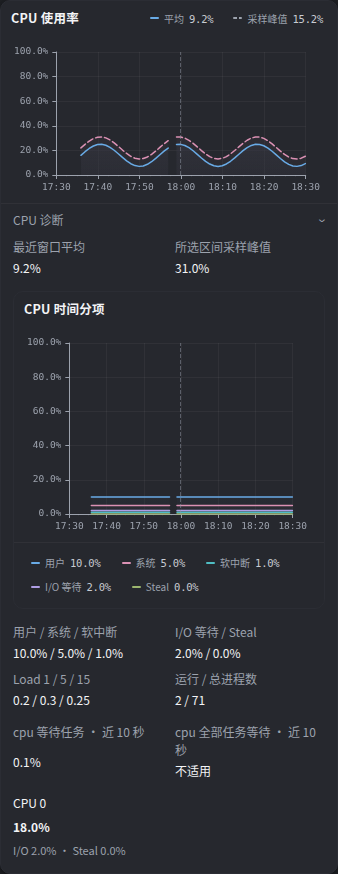 CPU 使用率
平均 9.2% 采样峰值 15.2%
100.0%
80.0%
60.0%
40.0%
20.0%
0.0%
17:30 17:40 17:50 18:00 18:10 18:20 18:30
CPU 诊断
最近窗口平均 所选区间采样峰值
9.2% 31.0%
CPU 时间分项
100.0%
80.0%
60.0%
40.0%
20.0%
0.0%
17:30 17:40 17:50 18:00 18:10 18:20 18:30
用户 10.0% 系统 5.0% 软中断 1.0%
I/O 等待 2.0% Steal 0.0%
用户 / 系统 / 软中断 I/O 等待 / Steal
10.0% / 5.0% / 1.0% 2.0% / 0.0%
Load 1 / 5 / 15 运行 / 总进程数
0.2 / 0.3 / 0.25 2 / 71
cpu 等待任务 · 近 10 秒 cpu 全部任务等待 · 近 10
秒
0.1% 不适用
CPU 0
18.0%
I/O 2.0% · Steal 0.0%